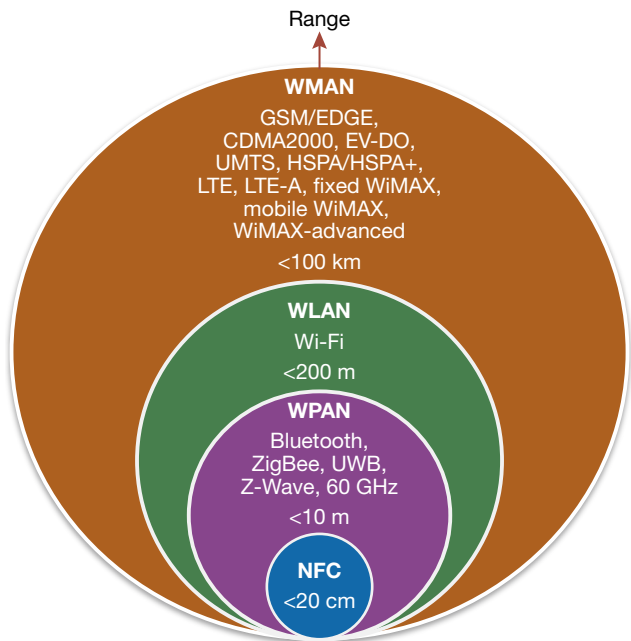 Range
WMAN
GSM/EDGE,
CDMA2000, EV-DO,
UMTS, HSPA/HSPA+,
LTE, LTE-A, fixed WiMAX,
mobile WiMAX,
WiMAX-advanced
<100 km
WLAN
Wi-Fi
<200 m
WPAN
Bluetooth,
ZigBee, UWB,
Z-Wave, 60 GHz
<10 m
NFC
<20 cm